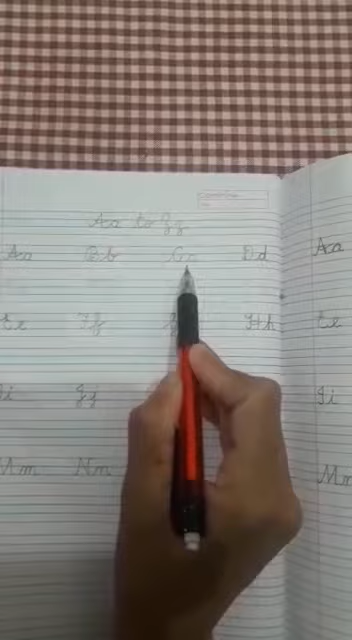 Aa to Zz
Aa Bb Cc Dd Aa
Ee Ff Hh Ee
Ii Jj Ii
Mm Nn Mm